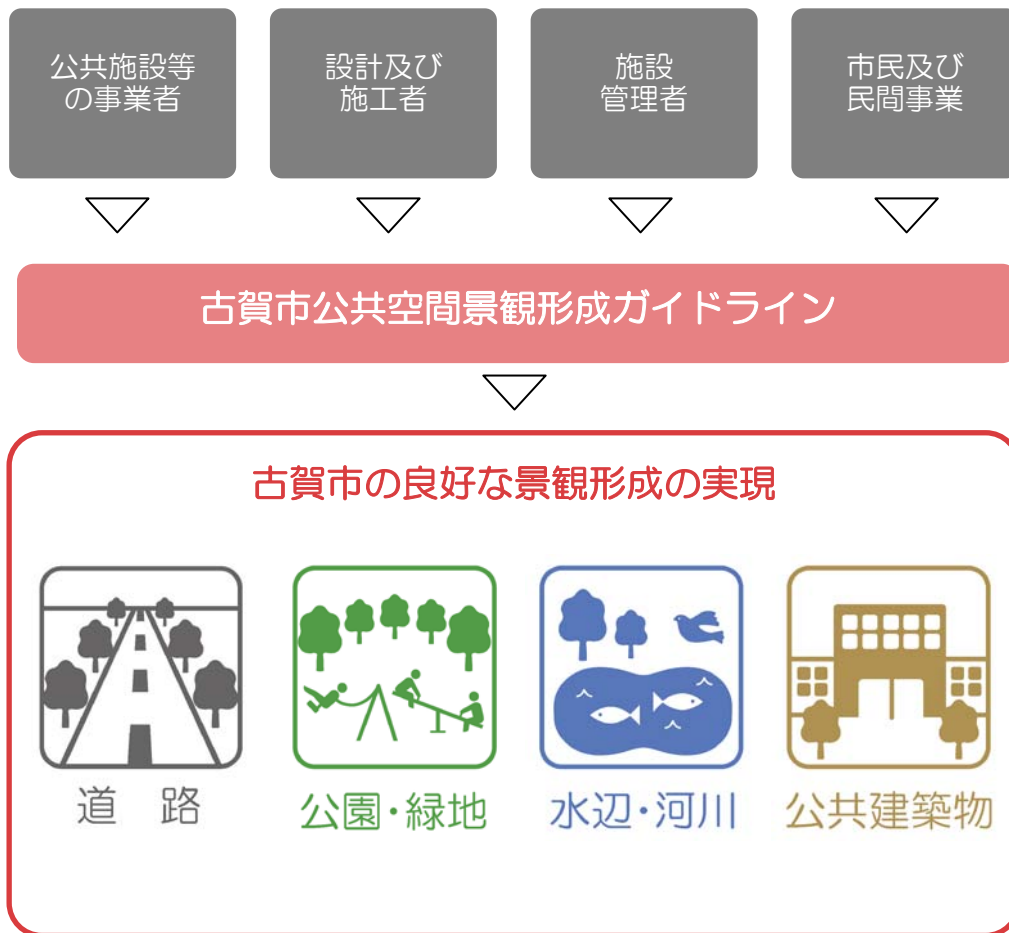 公共施設等
の事業者
設計及び
施工者
施設
管理者
市民及び
民間事業
古賀市公共空間景観形成ガイドライン
古賀市の良好な景観形成の実現
道　路
公園・緑地
水辺・河川
公共建築物